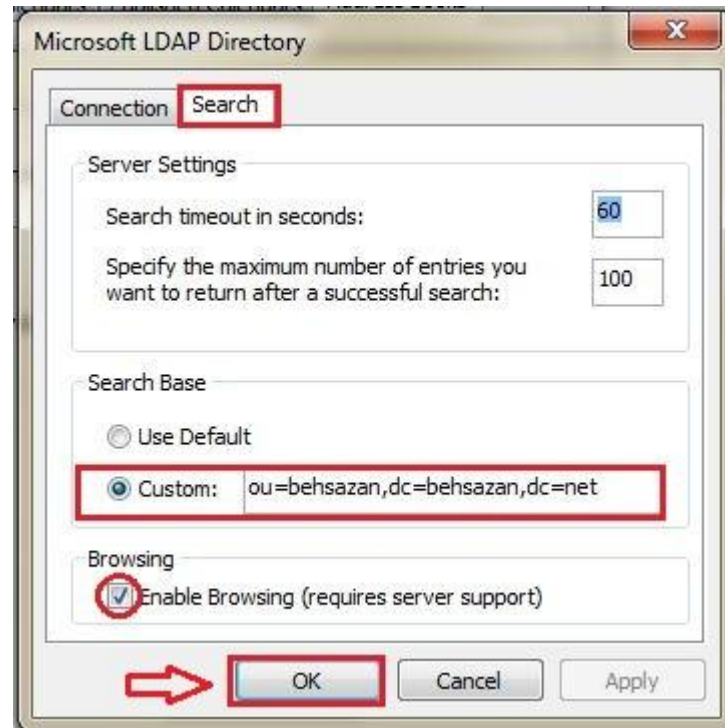 Microsoft LDAP Directory
Connection
Search
Server Settings
Search timeout in seconds:
60
Specify the maximum number of entries you
want to return after a successful search:
100
Search Base
Use Default
Custom:
ou=behsazan,dc=behsazan,dc=net
Browsing
Enable Browsing (requires server support)
OK
Cancel
Apply